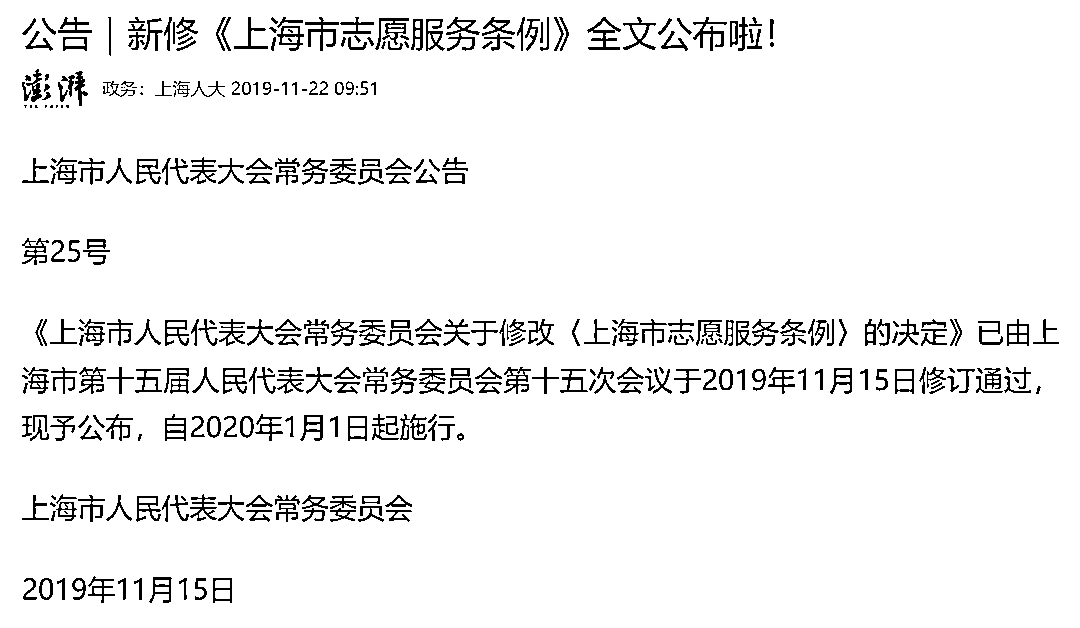 公告 | 新修《上海市志愿服务条例》全文公布啦！
澎湃 政务：上海人大 2019-11-22 09:51
上海市人民代表大会常务委员会公告
第25号
《上海市人民代表大会常务委员会关于修改〈上海市志愿服务条例〉的决定》已由上
海市第十五届人民代表大会常务委员会第十五次会议于2019年11月15日修订通过，
现予公布，自2020年1月1日起施行。
上海市人民代表大会常务委员会
2019年11月15日